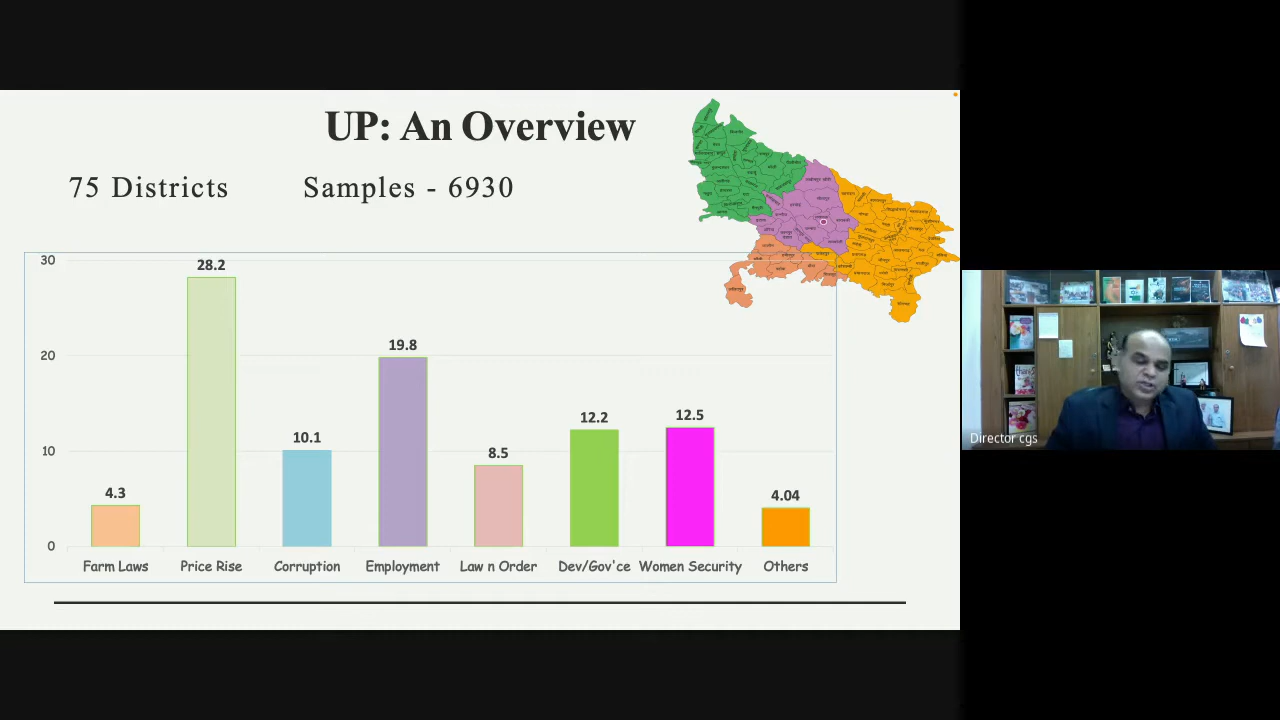 UP: An Overview
75 Districts
Samples - 6930
30
20
10
0
4.3
28.2
10.1
19.8
8.5
12.2
12.5
4.04
Farm Laws
Price Rise
Corruption
Employment
Law n Order
Dev/Gov'ce
Women Security
Others
Director cgs